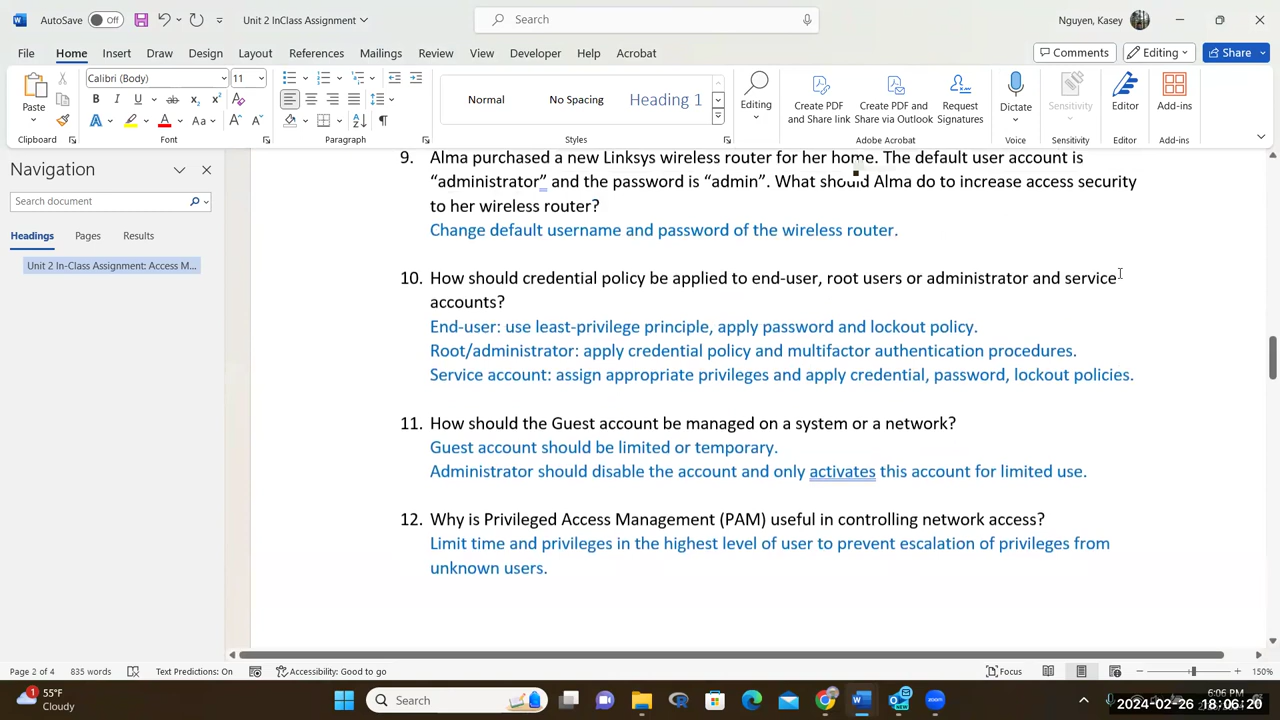 AutoSave Off Unit 2 InClass Assignment Search Nguyen, Kasey
File Home Insert Draw Design Layout References Mailings Review View Developer Help Acrobat Comments Editing Share
Calibri (Body) 11
Paste
Normal No Spacing Heading 1
Editing
Create PDF and Share link
Create PDF and Share via Outlook
Request Signatures
Dictate
Sensitivity
Editor
Add-ins
Clipboard Font Paragraph Styles Adobe Acrobat Voice Sensitivity Editor Add-ins
Navigation
Search document
Headings Pages Results
Unit 2 In-Class Assignment: Access M...
9. Alma purchased a new Linksys wireless router for her home. The default user account is
“administrator” and the password is “admin”. What should Alma do to increase access security
to her wireless router?
Change default username and password of the wireless router.
10. How should credential policy be applied to end-user, root users or administrator and service
accounts?
End-user: use least-privilege principle, apply password and lockout policy.
Root/administrator: apply credential policy and multifactor authentication procedures.
Service account: assign appropriate privileges and apply credential, password, lockout policies.
11. How should the Guest account be managed on a system or a network?
Guest account should be limited or temporary.
Administrator should disable the account and only activates this account for limited use.
12. Why is Privileged Access Management (PAM) useful in controlling network access?
Limit time and privileges in the highest level of user to prevent escalation of privileges from
unknown users.
Page 2 of 4 835 words Text Predictions: On Accessibility: Good to go Focus 150%
1 55°F
Cloudy
Search
6:06 PM
2024-02-26 18:06:20